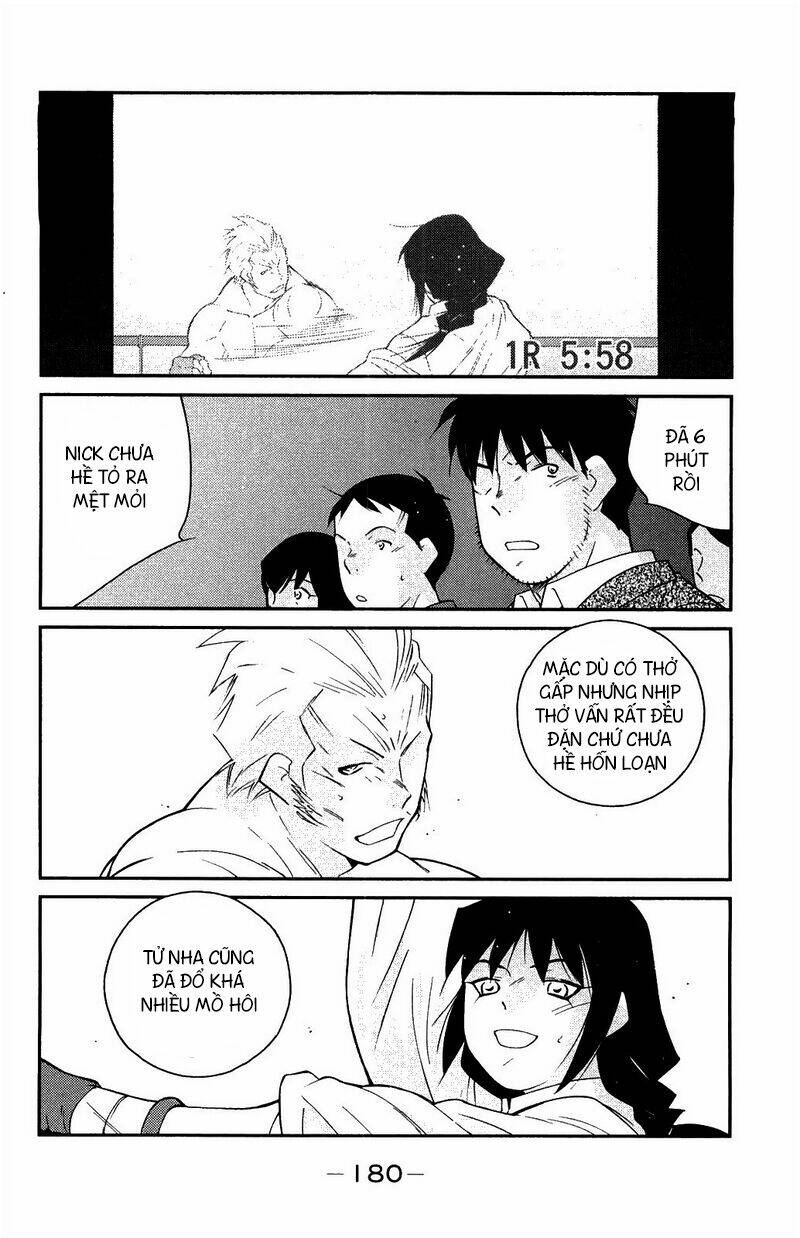 1R 5:58
ĐÃ 6
PHÚT
RỒI
NICK CHƯA
HỀ TỎ RA
MỆT MỎI
MẶC DÙ CÓ THỞ
GẤP NHƯNG NHỊP
THỞ VẪN RẤT ĐỀU
ĐẶN CHỨ CHƯA
HỀ HỖN LOẠN
TỬ NHA CŨNG
ĐÃ ĐỔ KHÁ
NHIỀU MỒ HÔI
— 180 —